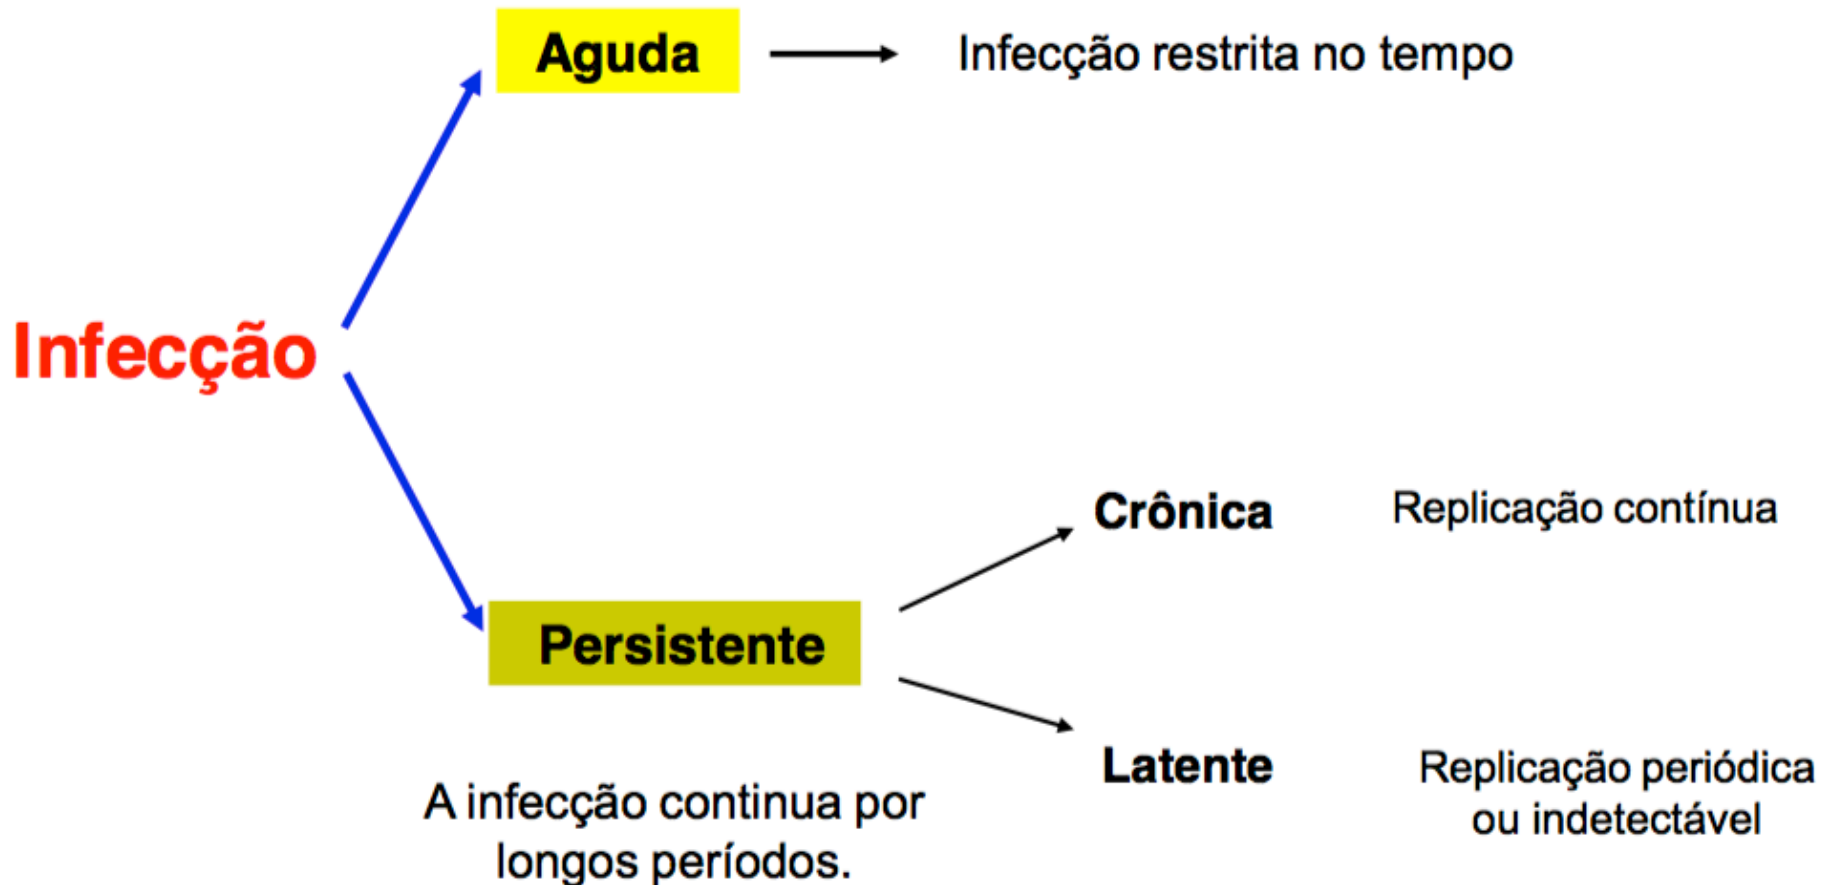 Aguda
Infecção restrita no tempo
Infecção
Crônica
Replicação contínua
Persistente
Latente
Replicação periódica
ou indetectável
A infecção continua por
longos períodos.